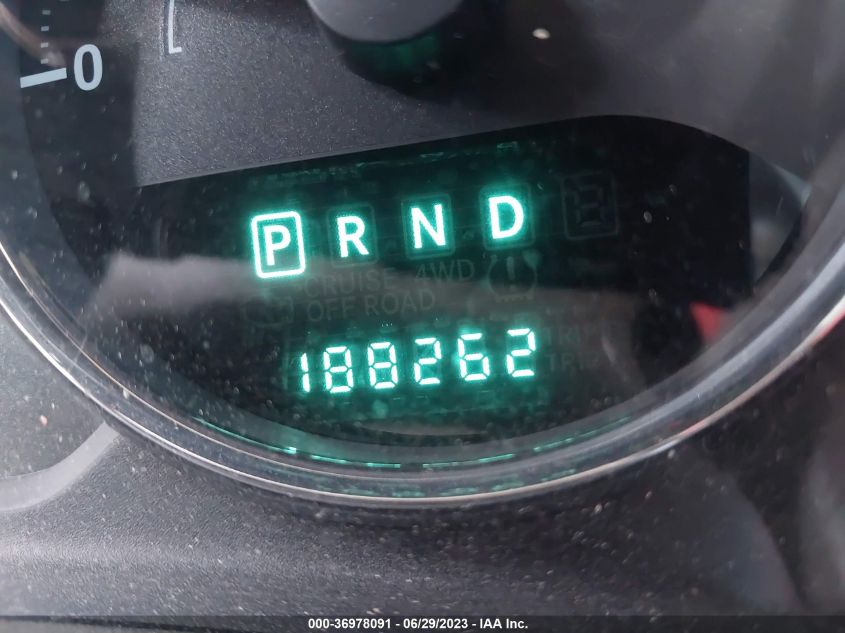 0
P R N D
CRUISE 4WD
OFF ROAD
188262
000-36978091 - 06/29/2023 - IAA Inc.